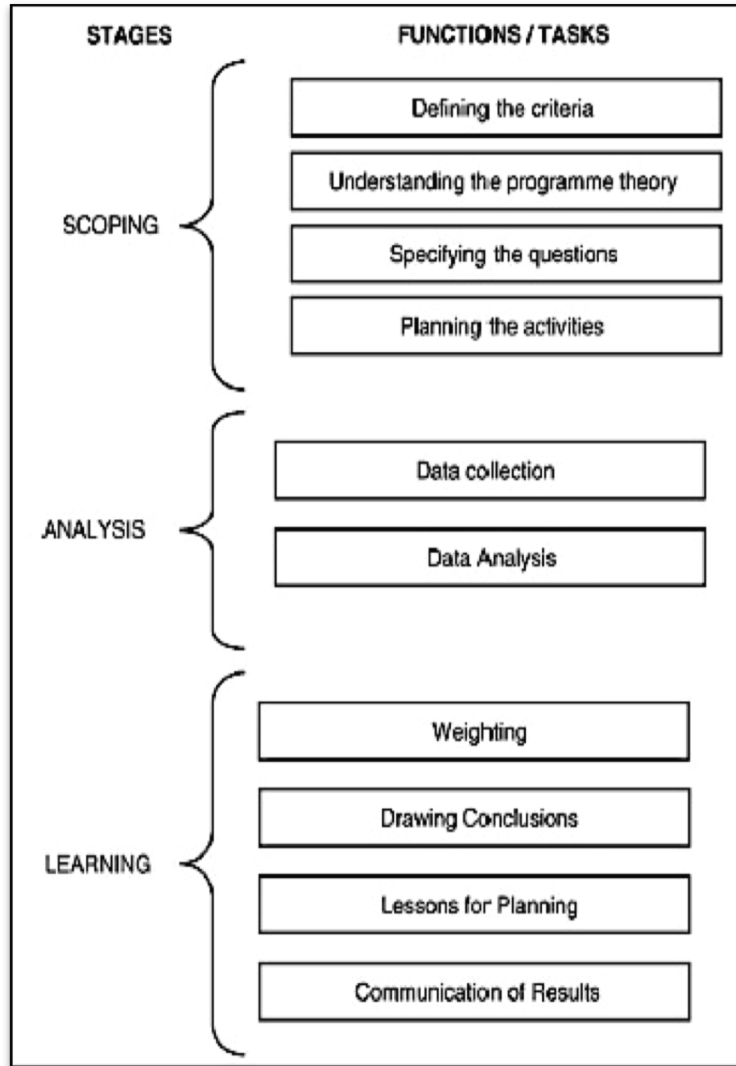 STAGES FUNCTIONS / TASKS
SCOPING
Defining the criteria
Understanding the programme theory
Specifying the questions
Planning the activities
ANALYSIS
Data collection
Data Analysis
LEARNING
Weighting
Drawing Conclusions
Lessons for Planning
Communication of Results